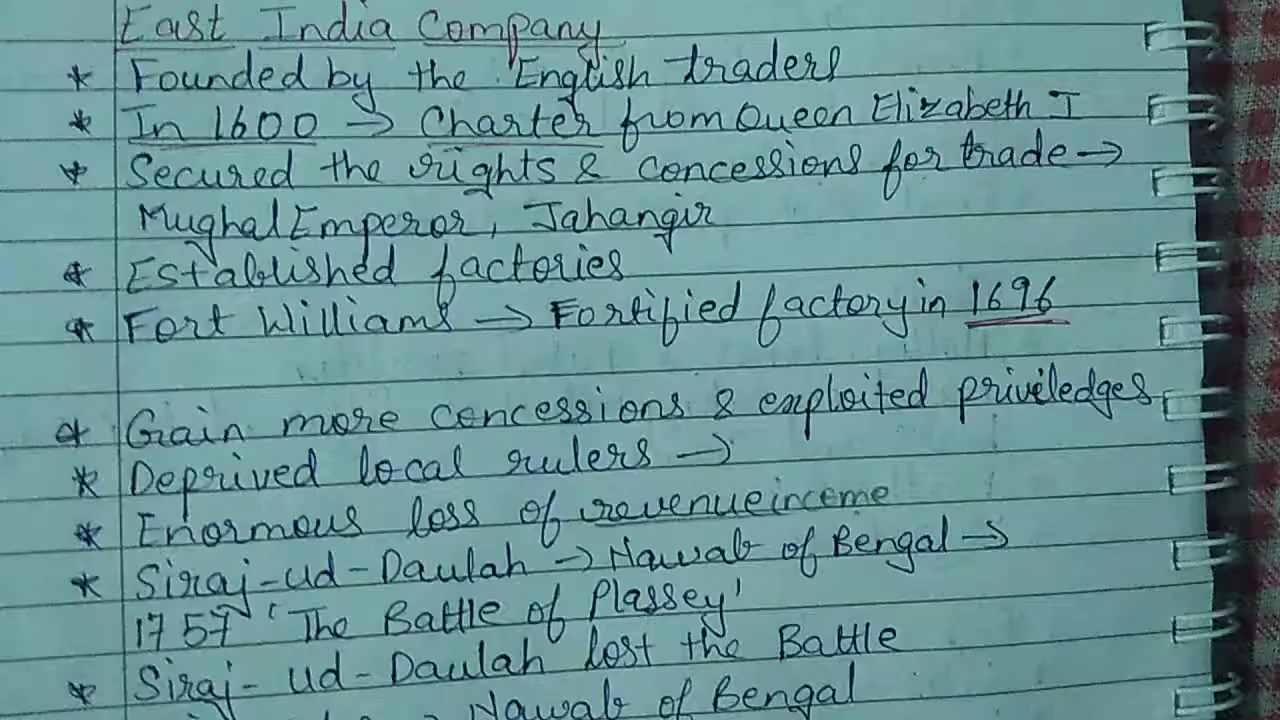 East India Company
* Founded by the English traders
* In 1600 → Charter from Queen Elizabeth I
* Secured the rights & concessions for trade →
Mughal Emperor, Jahangir
* Established factories
* Fort Williams → Fortified factory in 1696
* Gain more concessions & exploited priviledges
* Deprived local rulers →
* Enormous loss of revenue income
* Siraj-ud-Daulah → Nawab of Bengal →
1757 'The Battle of Plassey'
* Siraj-ud-Daulah lost the Battle
→ Nawab of Bengal